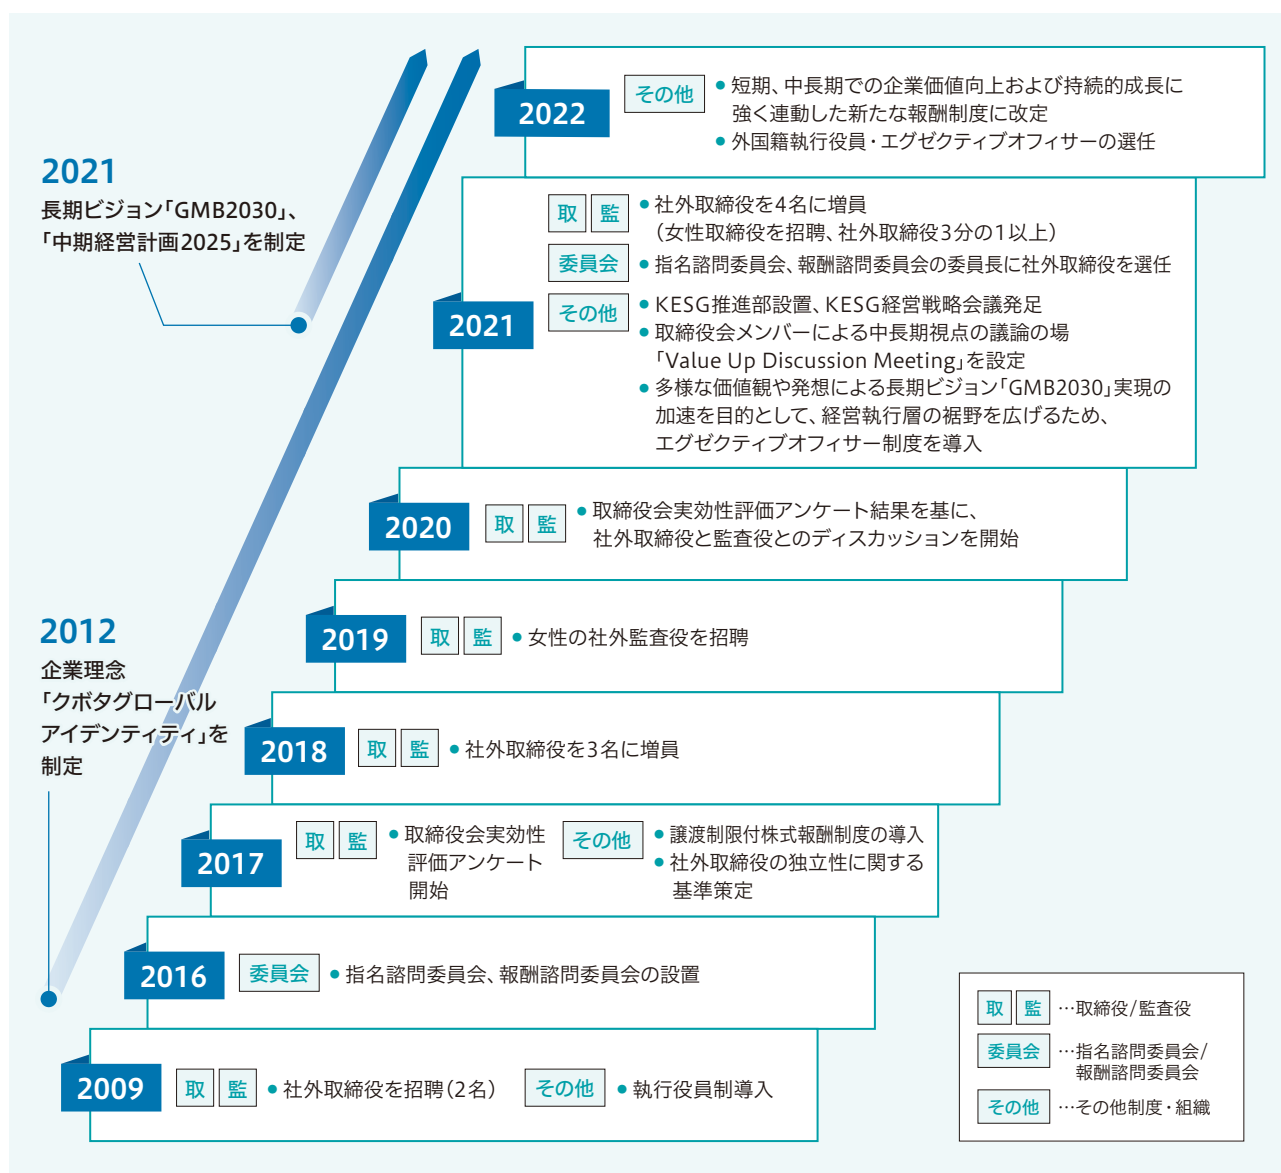 2022
その他
● 短期、中長期での企業価値向上および持続的成長に
強く連動した新たな報酬制度に改定
● 外国籍執行役員・エグゼクティブオフィサーの選任
2021
長期ビジョン「GMB2030」、
「中期経営計画2025」を制定
2021
取 監
● 社外取締役を4名に増員
（女性取締役を招聘、社外取締役3分の1以上）
委員会
● 指名諮問委員会、報酬諮問委員会の委員長に社外取締役を選任
その他
● KESG推進部設置、KESG経営戦略会議発足
● 取締役会メンバーによる中長期視点の議論の場
「Value Up Discussion Meeting」を設定
● 多様な価値観や発想による長期ビジョン「GMB2030」実現の
加速を目的として、経営執行層の裾野を広げるため、
エグゼクティブオフィサー制度を導入
2020
取 監
● 取締役会実効性評価アンケート結果を基に、
社外取締役と監査役とのディスカッションを開始
2019
取 監
● 女性の社外監査役を招聘
2012
企業理念
「クボタグローバル
アイデンティティ」を
制定
2018
取 監
● 社外取締役を3名に増員
2017
取 監
● 取締役会実効性
評価アンケート
開始
その他
● 譲渡制限付株式報酬制度の導入
● 社外取締役の独立性に関する
基準策定
2016
委員会
● 指名諮問委員会、報酬諮問委員会の設置
2009
取 監
● 社外取締役を招聘（2名）
その他
● 執行役員制導入
取 監 …取締役/監査役
委員会 …指名諮問委員会/
報酬諮問委員会
その他 …その他制度・組織